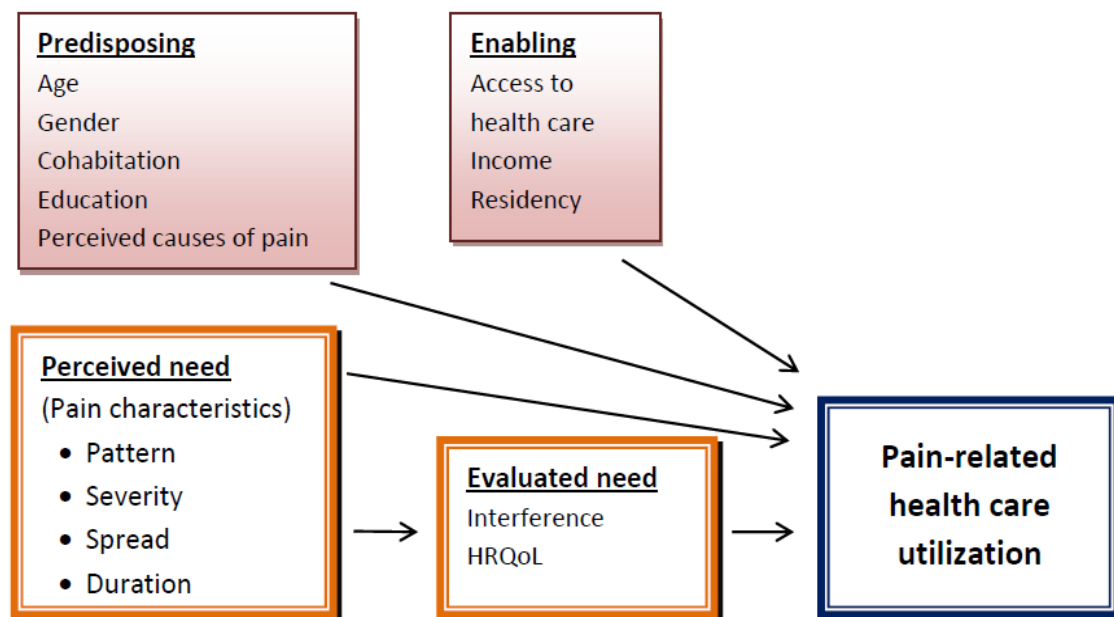 Predisposing
Age
Gender
Cohabitation
Education
Perceived causes of pain
Enabling
Access to
health care
Income
Residency
Perceived need
(Pain characteristics)
• Pattern
• Severity
• Spread
• Duration
Evaluated need
Interference
HRQoL
Pain-related
health care
utilization